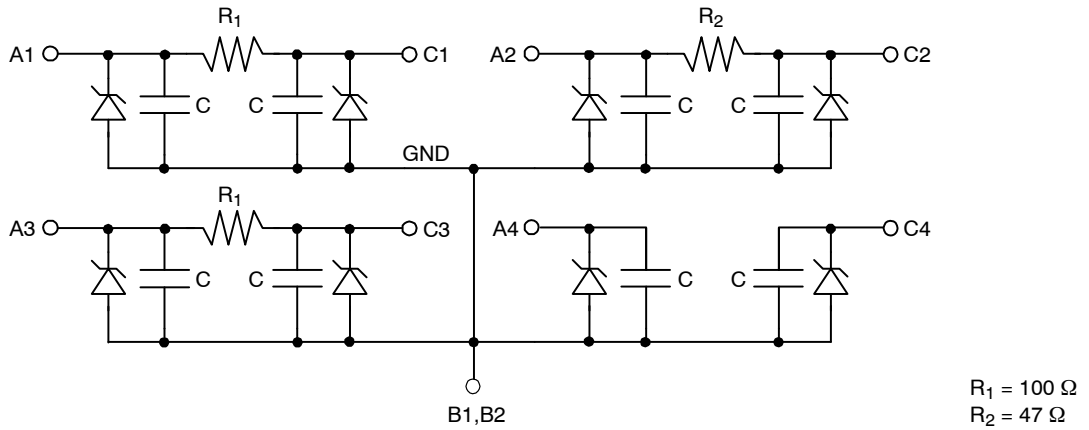 R1 R2
A1 C1 A2 C2
C C C C
GND
R1
A3 C3 A4 C4
C C C C
B1,B2
R1 = 100 Ω
R2 = 47 Ω